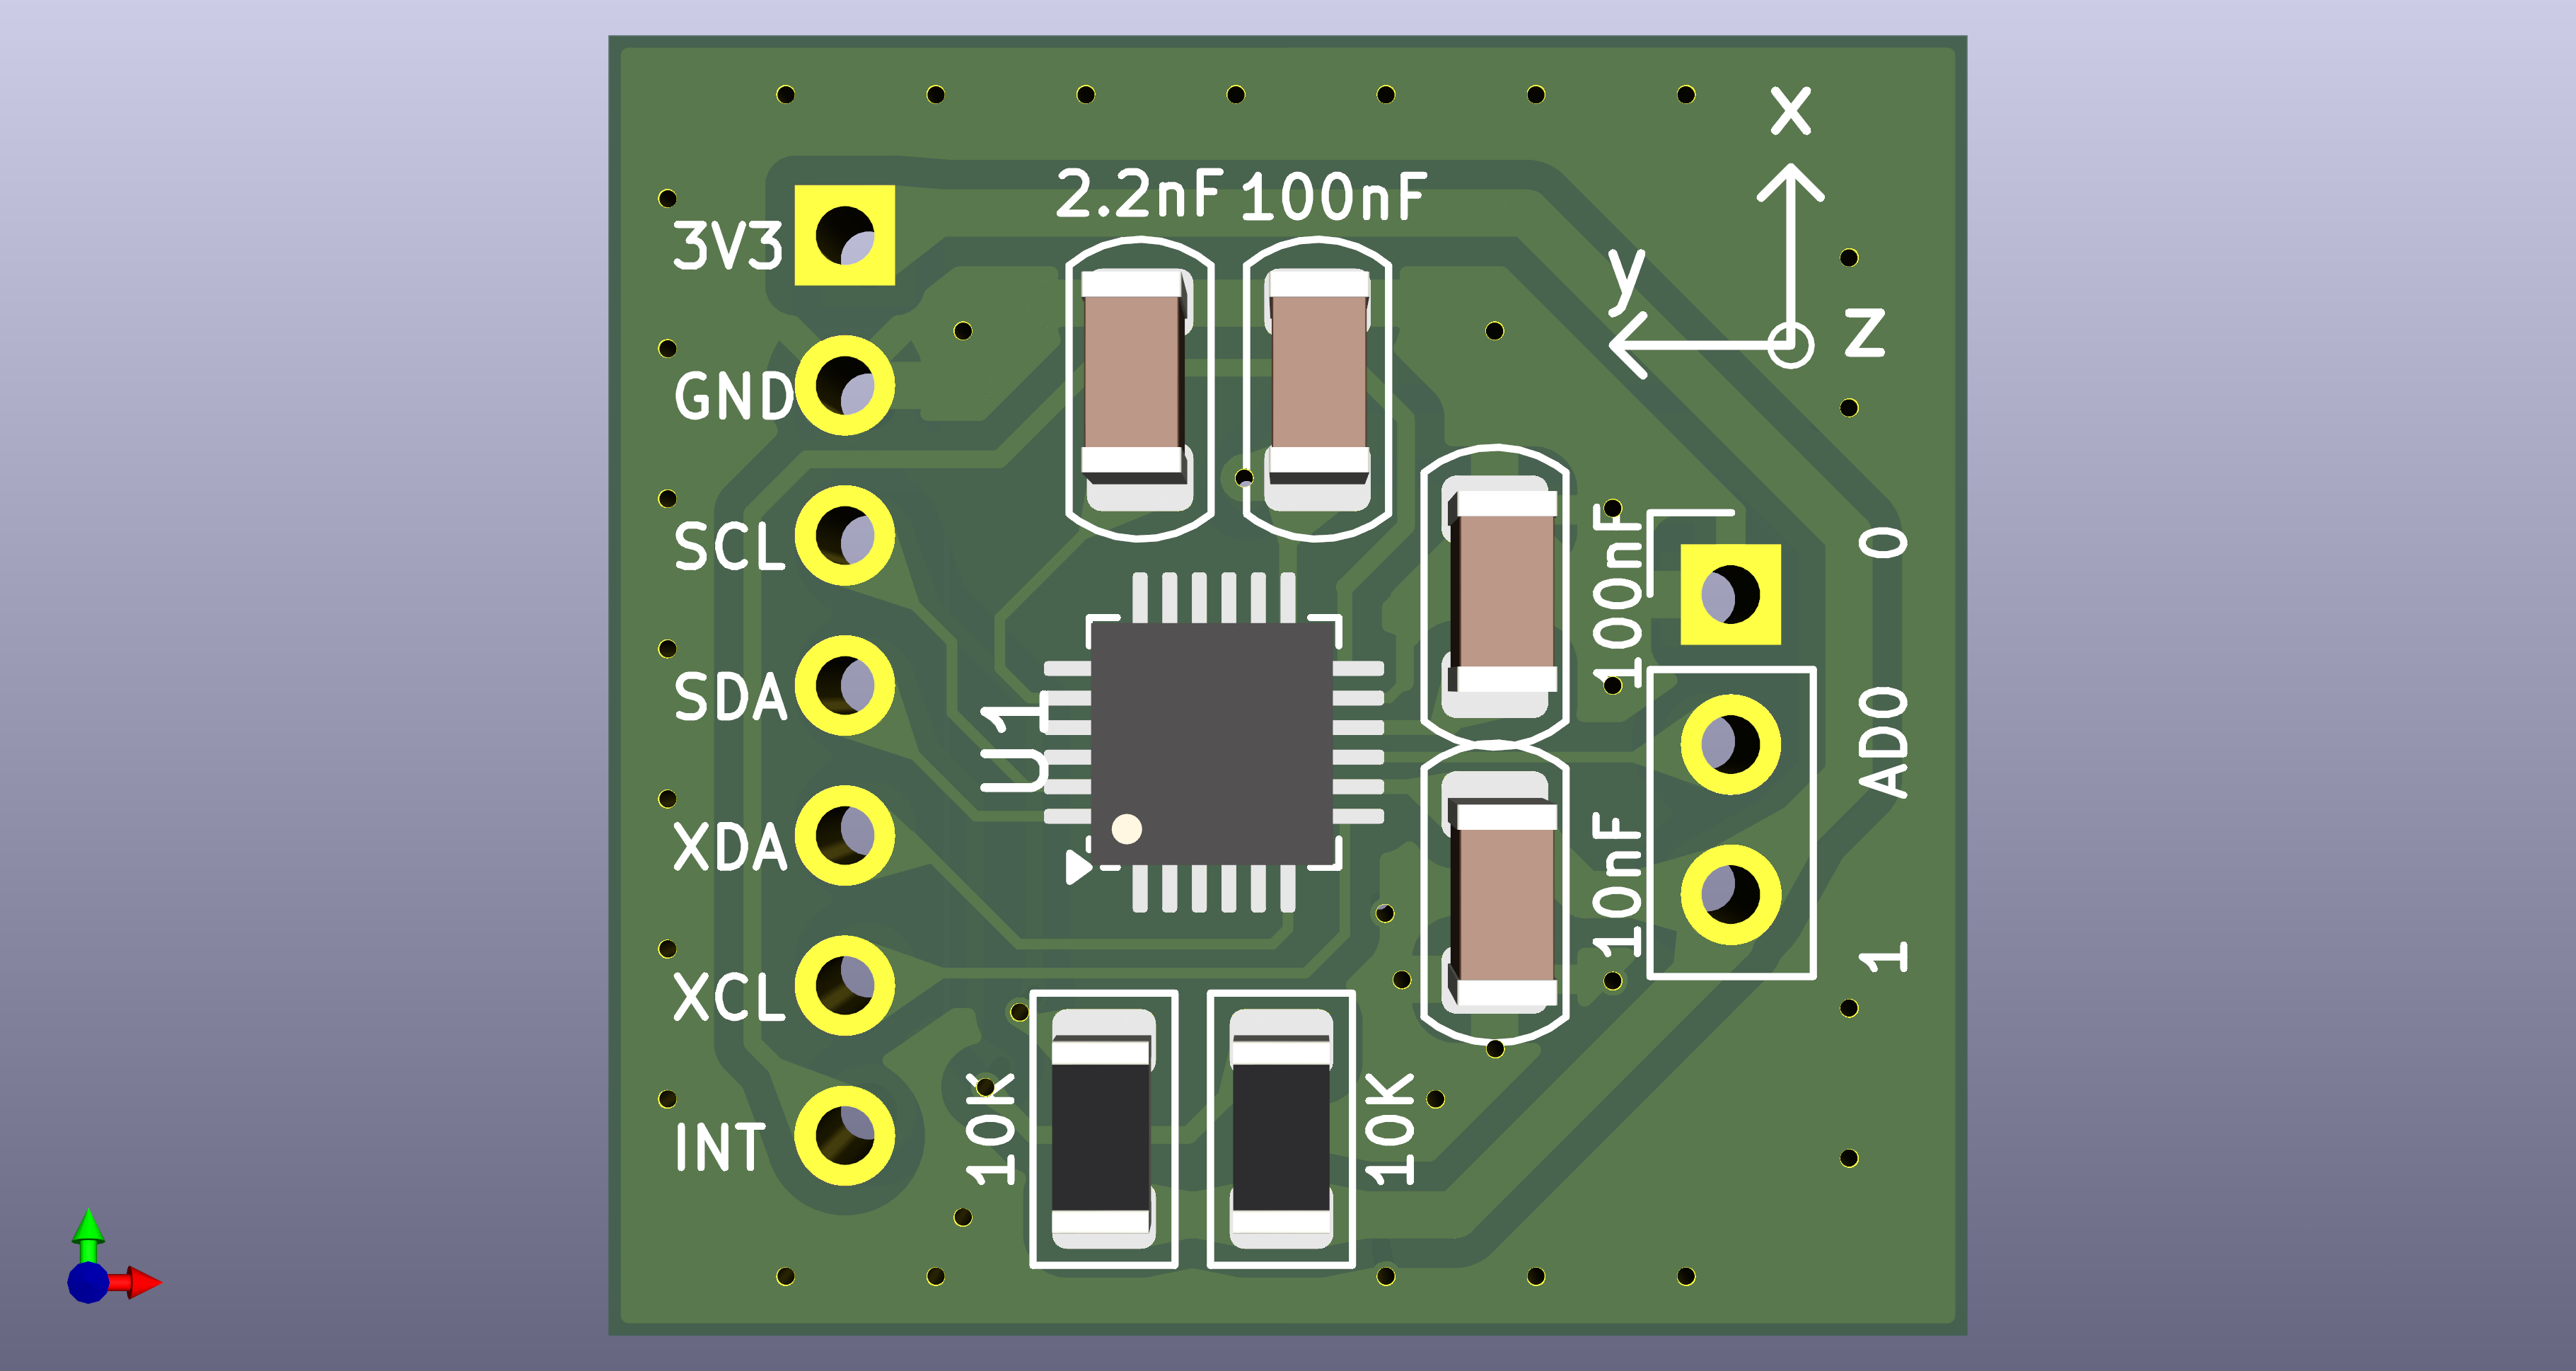 x
2.2nF 100nF
3V3
y
z
GND
SCL
0
100nF
SDA
U1
AD0
XDA
10nF
1
XCL
10K
10K
INT